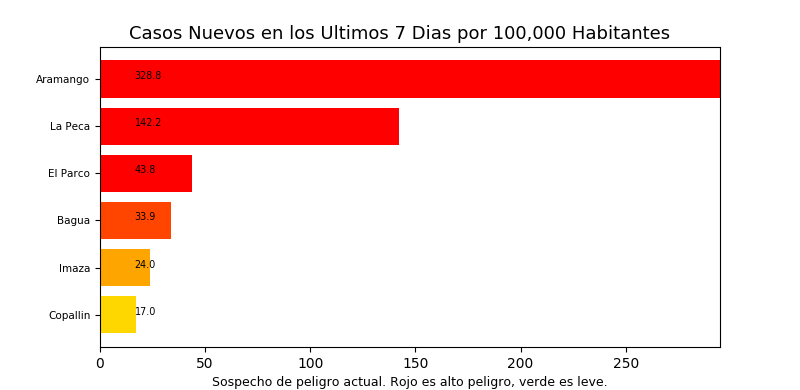 Casos Nuevos en los Ultimos 7 Dias por 100,000 Habitantes
Aramango 328.8
La Peca 142.2
El Parco 43.8
Bagua 33.9
Imaza 24.0
Copallin 17.0
0 50 100 150 200 250
Sospecho de peligro actual. Rojo es alto peligro, verde es leve.